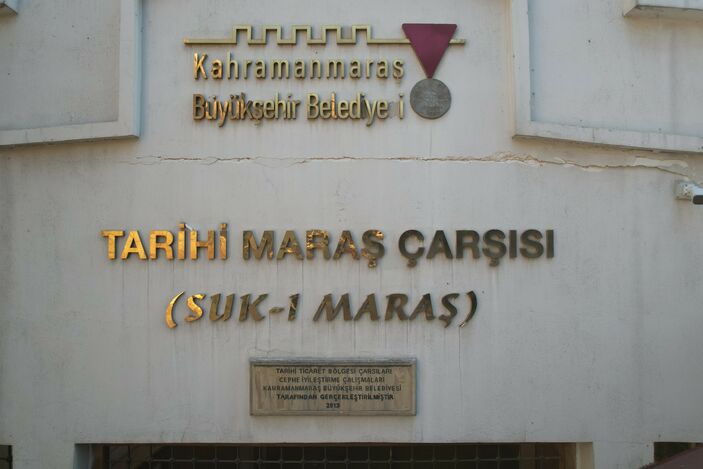 Kahramanmaraş
Büyükşehir Belediye i
TARİHİ MARAŞ ÇARŞISI
(SUK-I MARAŞ)
TARİHİ TİCARET BÖLGESİ ÇARŞILARI
CEPHE İYİLEŞTİRME ÇALIŞMALARI
KAHRAMANMARAŞ BÜYÜKŞEHİR BELEDİYESİ
TARAFINDAN GERÇEKLEŞTİRİLMİŞTİR